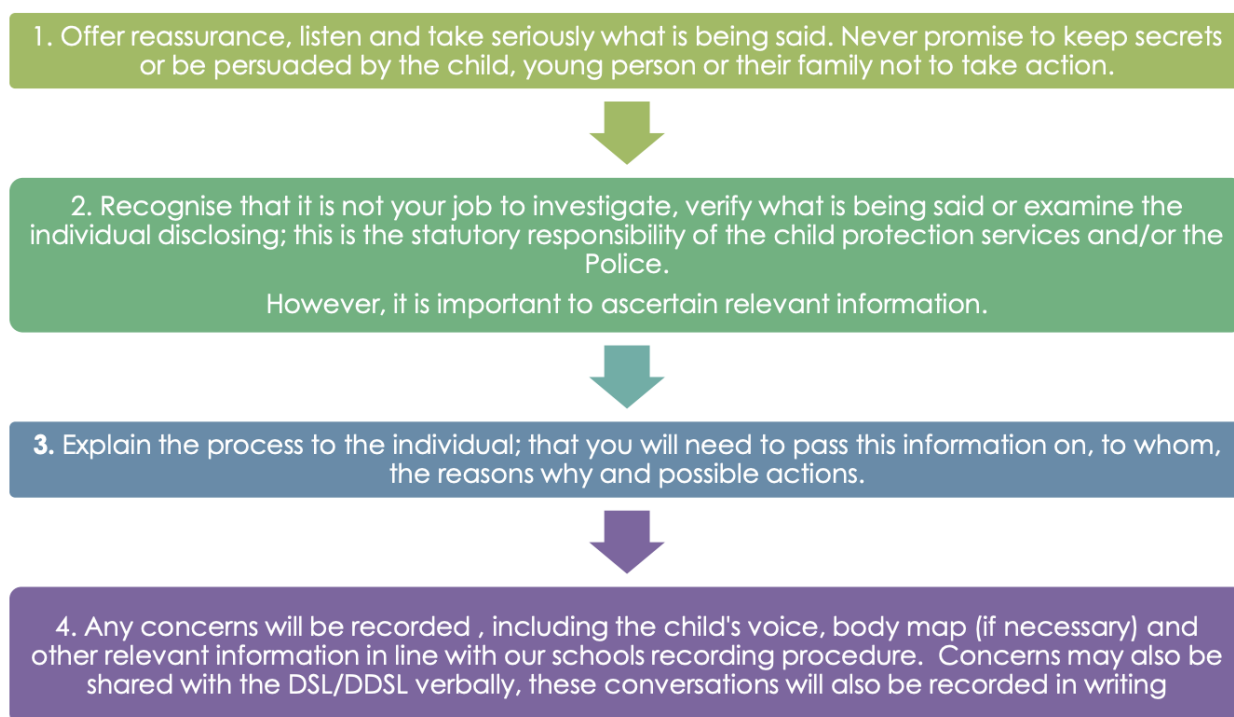 1. Offer reassurance, listen and take seriously what is being said. Never promise to keep secrets
or be persuaded by the child, young person or their family not to take action.
2. Recognise that it is not your job to investigate, verify what is being said or examine the
individual disclosing; this is the statutory responsibility of the child protection services and/or the
Police.
However, it is important to ascertain relevant information.
3. Explain the process to the individual; that you will need to pass this information on, to whom,
the reasons why and possible actions.
4. Any concerns will be recorded , including the child's voice, body map (if necessary) and
other relevant information in line with our schools recording procedure.  Concerns may also be
shared with the DSL/DDSL verbally, these conversations will also be recorded in writing